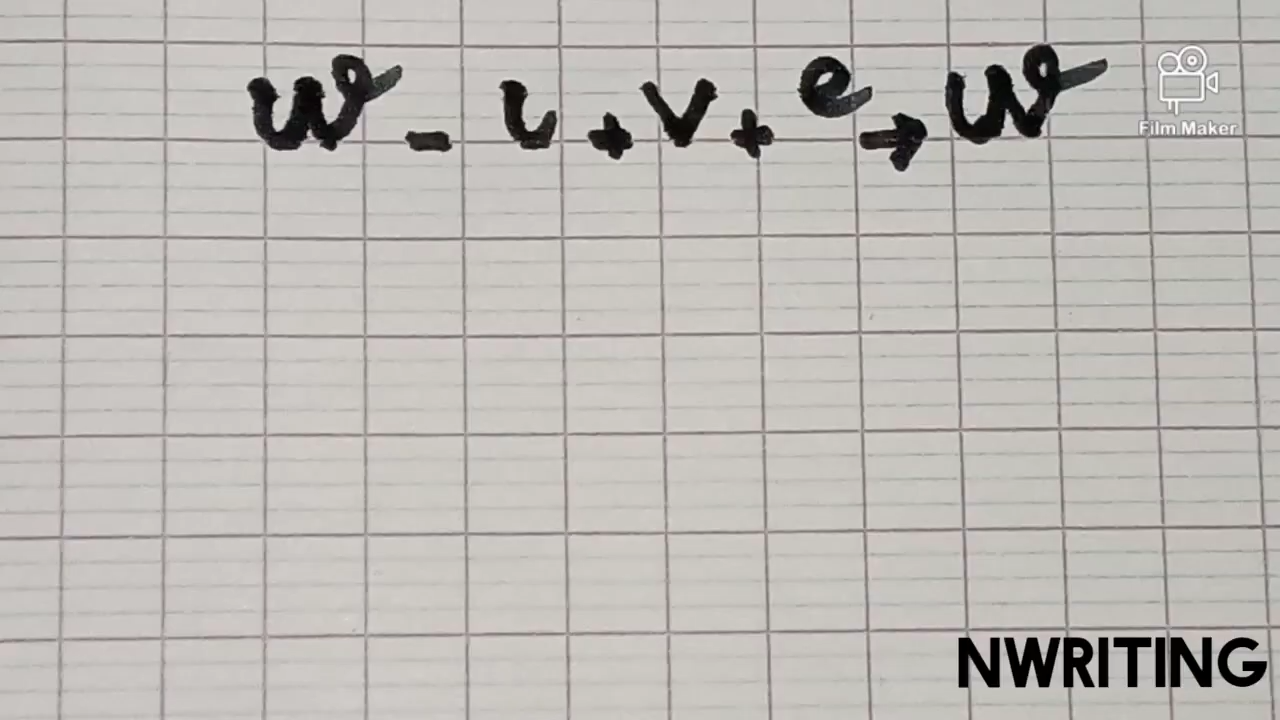 w - ι + v + e → w
Film Maker
NWRITING